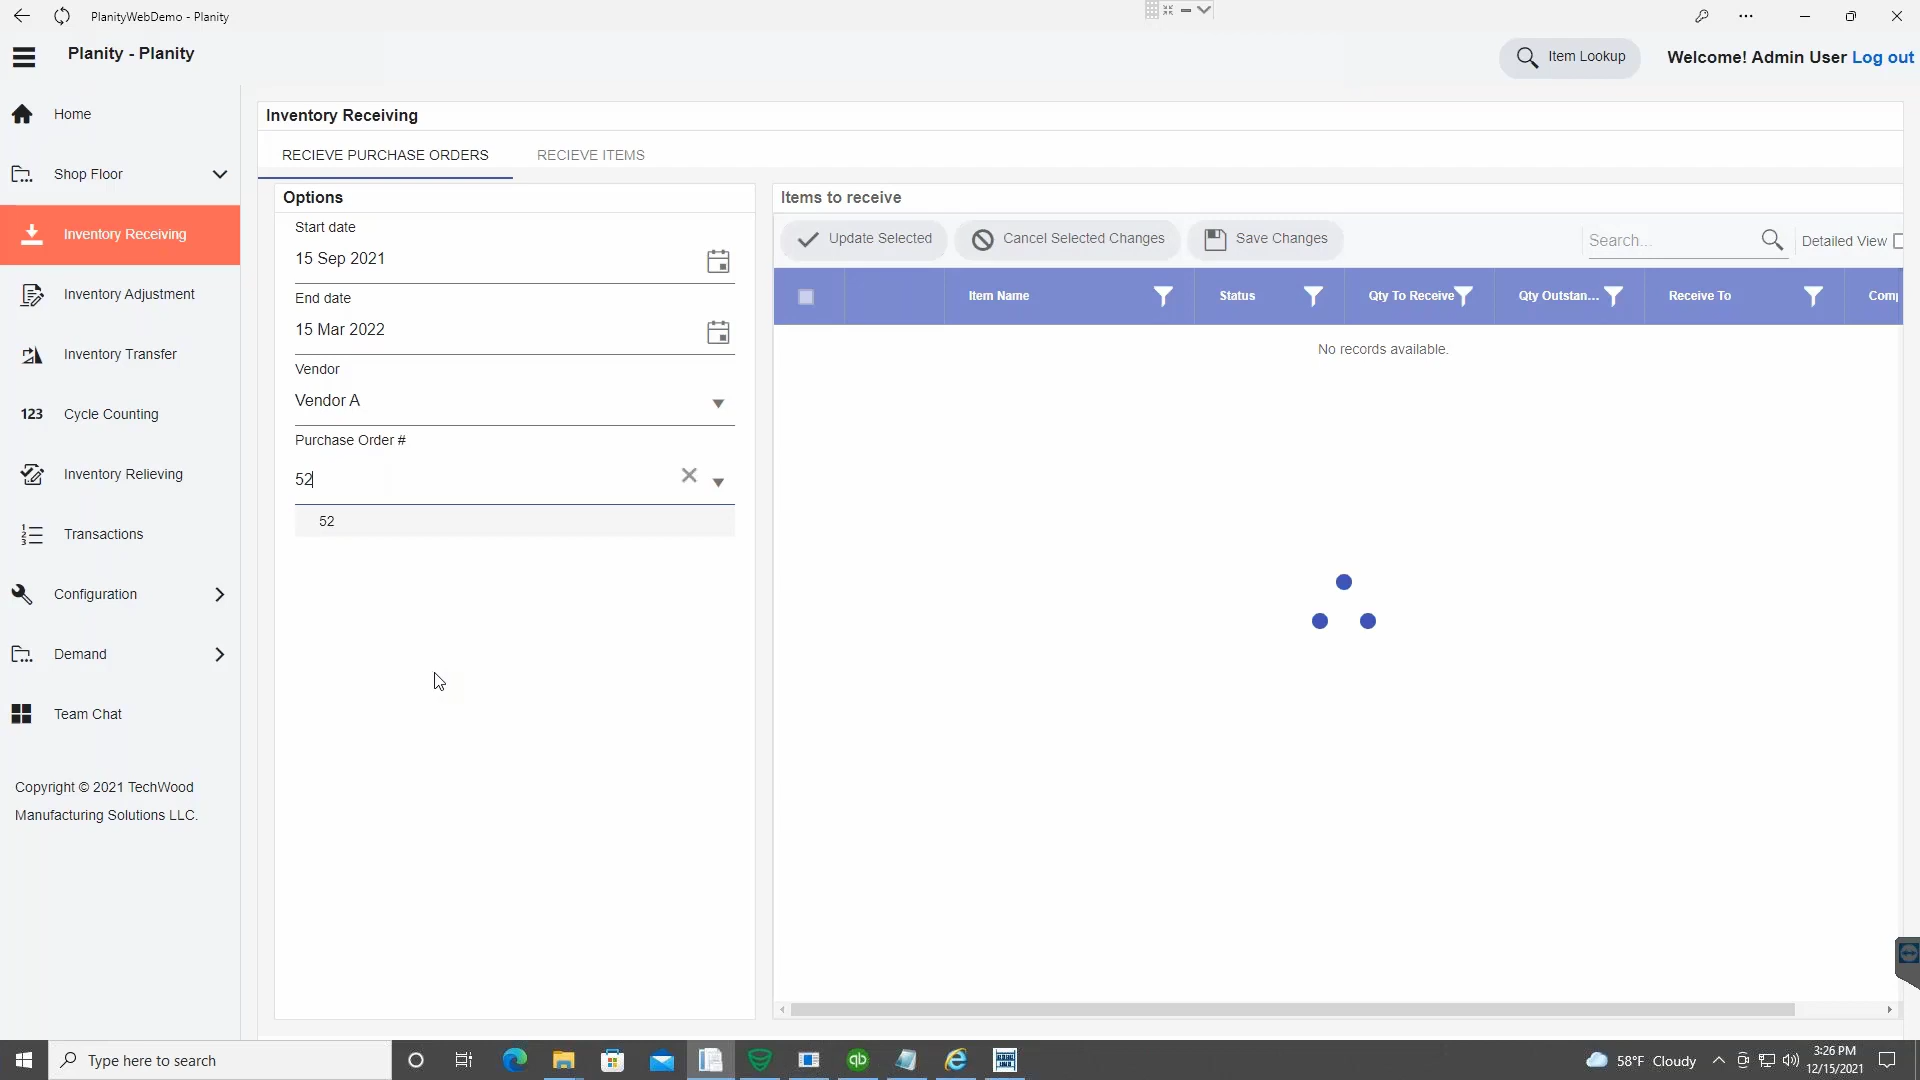 PlanityWebDemo - Planity
Planity - Planity
Item Lookup
Welcome! Admin User Log out
Home
Shop Floor
Inventory Receiving
Inventory Adjustment
Inventory Transfer
123 Cycle Counting
Inventory Relieving
Transactions
Configuration
Demand
Team Chat
Copyright © 2021 TechWood
Manufacturing Solutions LLC.
Inventory Receiving
RECIEVE PURCHASE ORDERS RECIEVE ITEMS
Options
Start date
15 Sep 2021
End date
15 Mar 2022
Vendor
Vendor A
Purchase Order #
52
52
Items to receive
Update Selected Cancel Selected Changes Save Changes Search... Detailed View
Item Name Status Qty To Receive Qty Outstan... Receive To Comp
No records available.
Type here to search
qb
58°F Cloudy
3:26 PM
12/15/2021